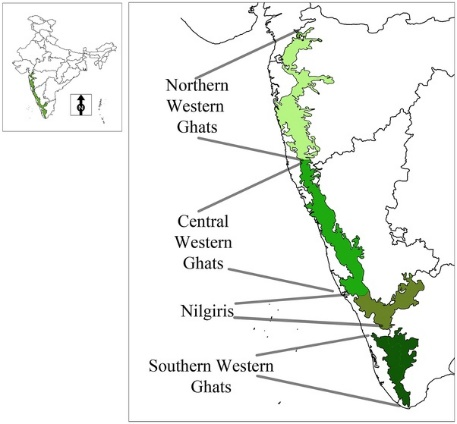 N
Northern
Western
Ghats
Central
Western
Ghats
Nilgiris
Southern Western
Ghats